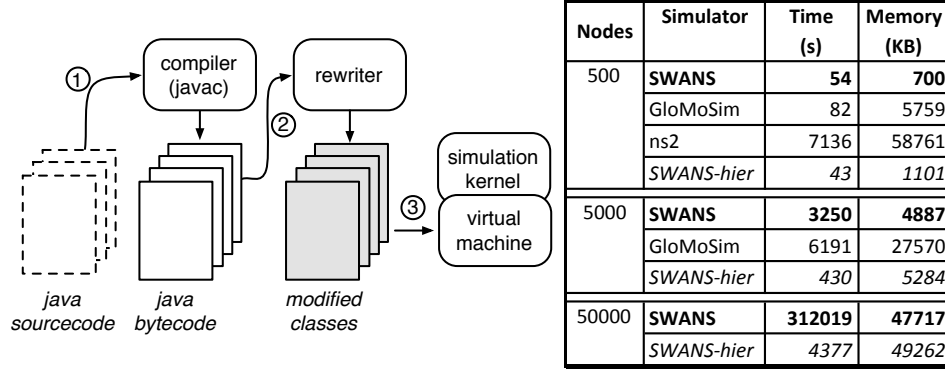 1
compiler
(javac)
2
rewriter
simulation
kernel
3
virtual
machine
java
sourcecode
java
bytecode
modified
classes
Nodes Simulator Time Memory
(s) (KB)
500 SWANS 54 700
GloMoSim 82 5759
ns2 7136 58761
SWANS-hier 43 1101
5000 SWANS 3250 4887
GloMoSim 6191 27570
SWANS-hier 430 5284
50000 SWANS 312019 47717
SWANS-hier 4377 49262